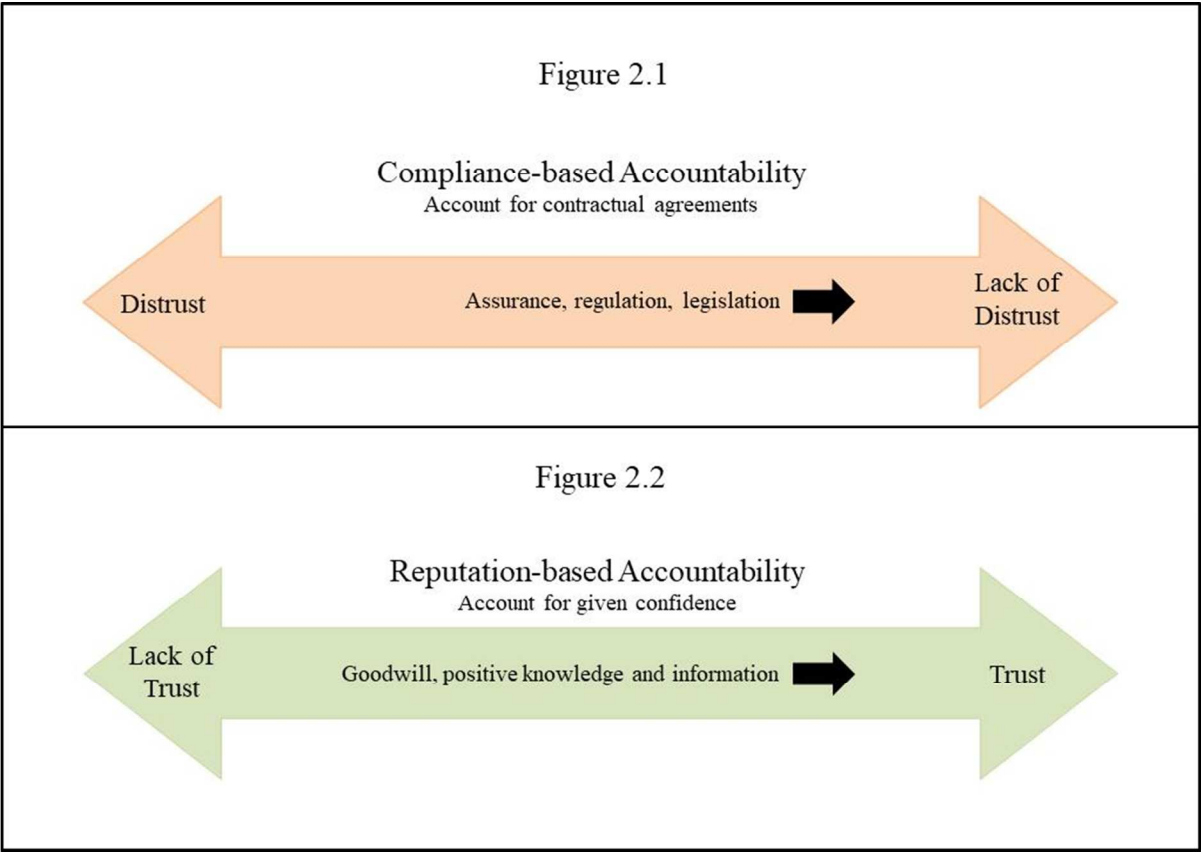 Figure 2.1
Compliance-based Accountability
Account for contractual agreements
Distrust
Assurance, regulation, legislation
Lack of
Distrust
Figure 2.2
Reputation-based Accountability
Account for given confidence
Lack of
Trust
Goodwill, positive knowledge and information
Trust